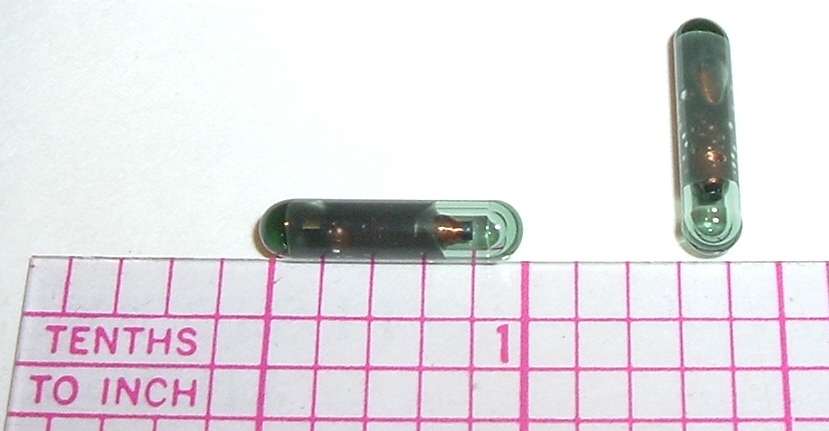 TENTHS
1
TO INCH